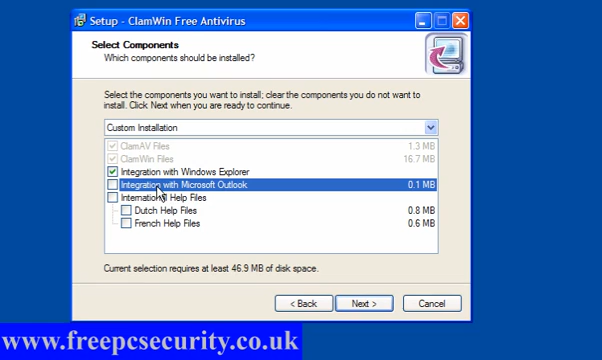 Setup - ClamWin Free Antivirus
Select Components
Which components should be installed?
Select the components you want to install; clear the components you do not want to
install. Click Next when you are ready to continue.
Custom Installation
ClamAV Files 1.3 MB
ClamWin Files 16.7 MB
Integration with Windows Explorer
Integration with Microsoft Outlook 0.1 MB
International Help Files
Dutch Help Files 0.8 MB
French Help Files 0.6 MB
Current selection requires at least 46.9 MB of disk space.
< Back Next > Cancel
www.freepcsecurity.co.uk